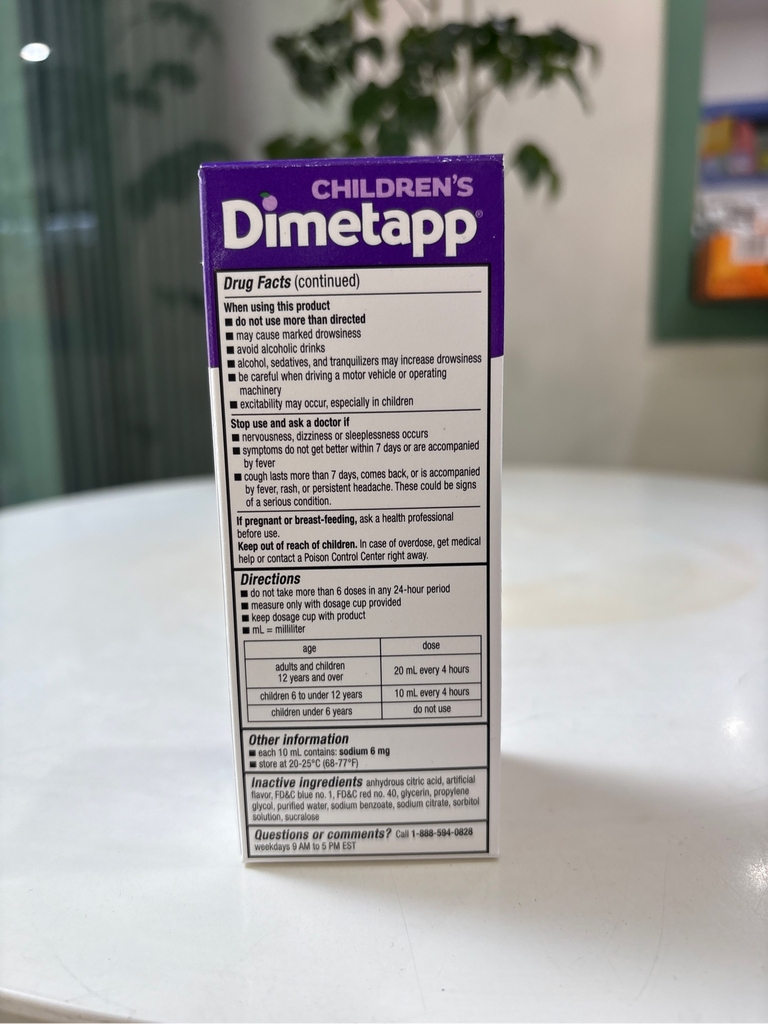 CHILDREN'S
Dimetapp®
Drug Facts (continued)
When using this product
■ do not use more than directed
■ may cause marked drowsiness
■ avoid alcoholic drinks
■ alcohol, sedatives, and tranquilizers may increase drowsiness
■ be careful when driving a motor vehicle or operating
machinery
■ excitability may occur, especially in children
Stop use and ask a doctor if
■ nervousness, dizziness or sleeplessness occurs
■ symptoms do not get better within 7 days or are accompanied
by fever
■ cough lasts more than 7 days, comes back, or is accompanied
by fever, rash, or persistent headache. These could be signs
of a serious condition.
If pregnant or breast-feeding, ask a health professional
before use.
Keep out of reach of children. In case of overdose, get medical
help or contact a Poison Control Center right away.
Directions
■ do not take more than 6 doses in any 24-hour period
■ measure only with dosage cup provided
■ keep dosage cup with product
■ mL = milliliter
age dose
adults and children
12 years and over 20 mL every 4 hours
children 6 to under 12 years 10 mL every 4 hours
children under 6 years do not use
Other information
■ each 10 mL contains: sodium 6 mg
■ store at 20-25°C (68-77°F)
Inactive ingredients anhydrous citric acid, artificial
flavor, FD&C blue no. 1, FD&C red no. 40, glycerin, propylene
glycol, purified water, sodium benzoate, sodium citrate, sorbitol
solution, sucralose
Questions or comments? Call 1-888-594-0828
weekdays 9 AM to 5 PM EST